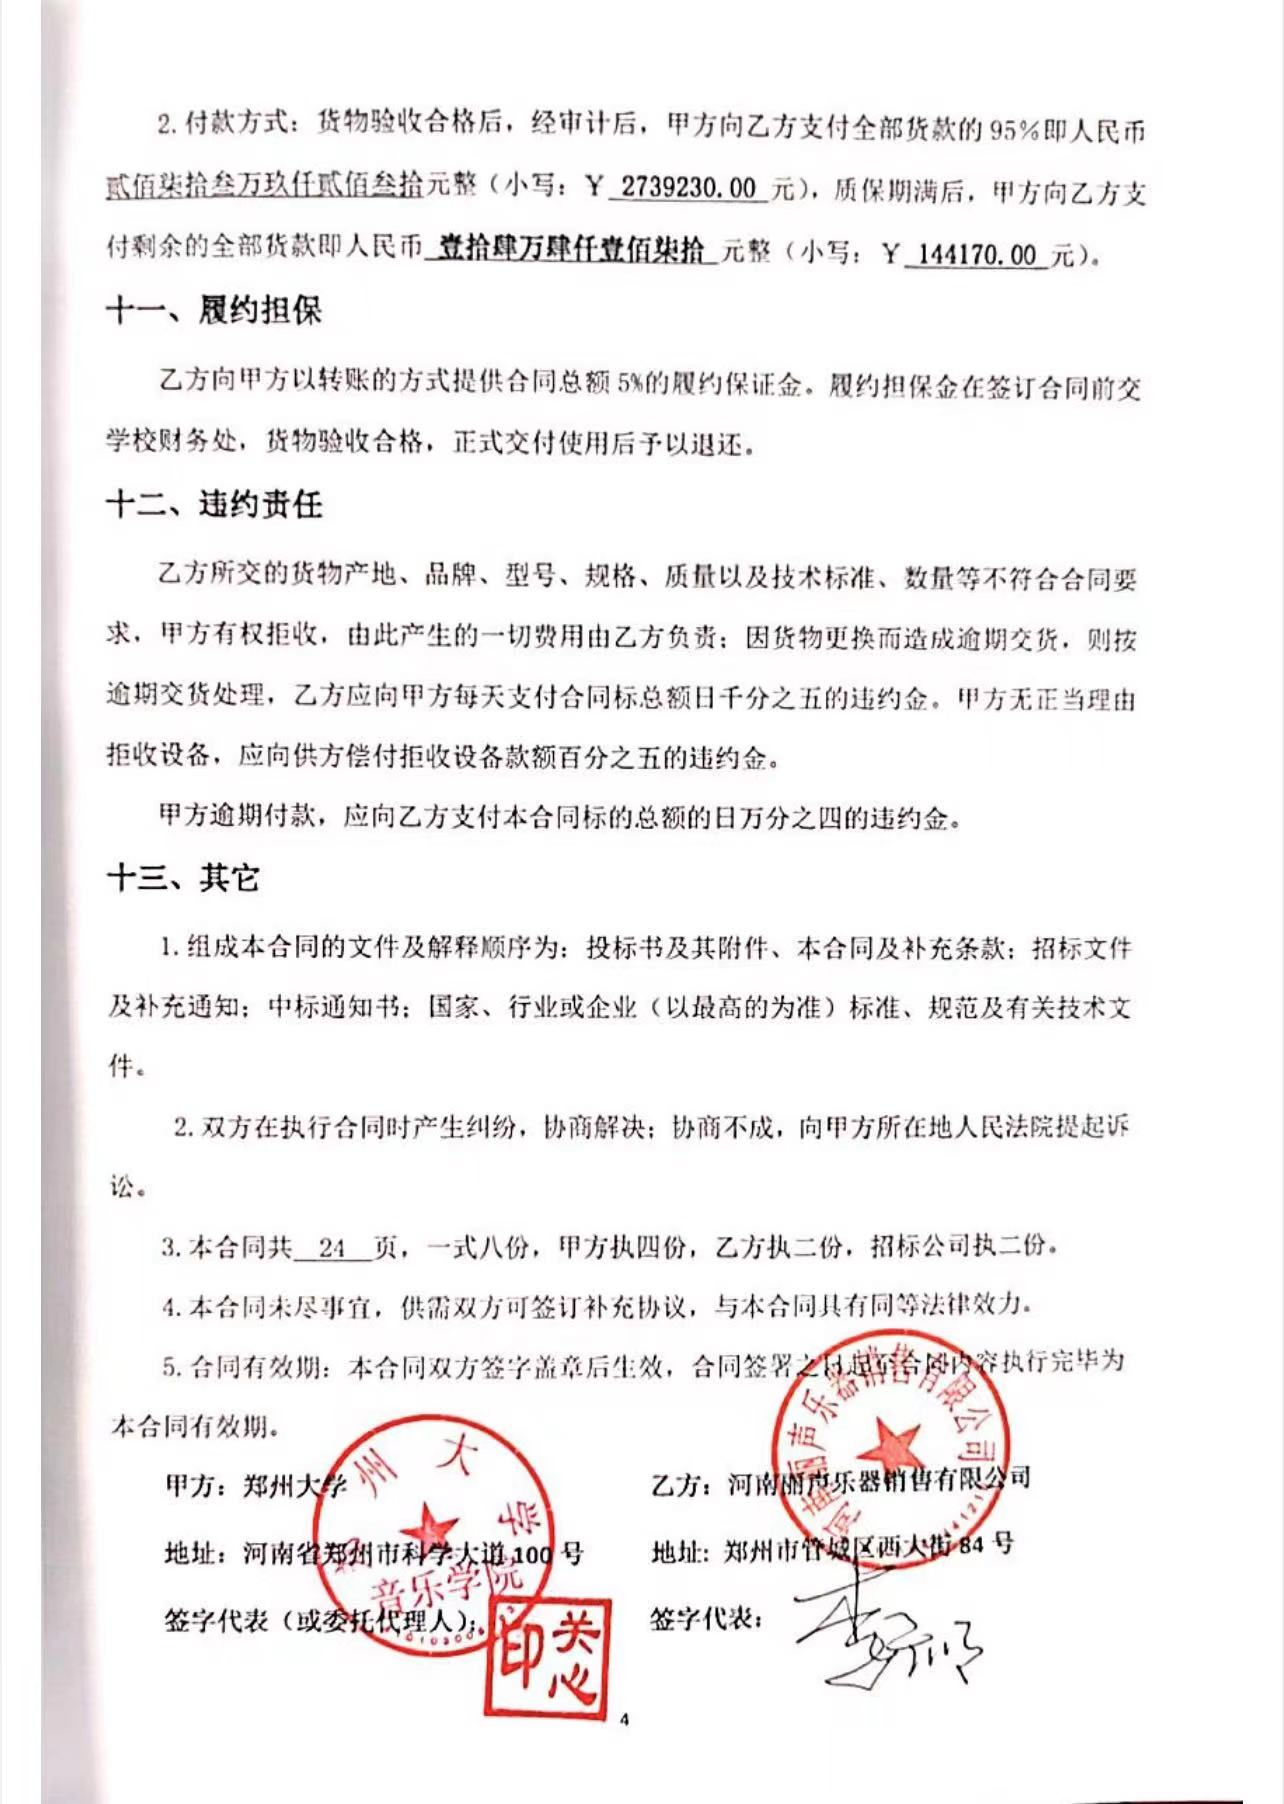 2.付款方式：货物验收合格后，经审计后，甲方向乙方支付全部货款的95%即人民币
贰佰柒拾叁万玖仟贰佰叁拾元整（小写：￥ 2739230.00 元），质保期满后，甲方向乙方支
付剩余的全部货款即人民币 壹拾肆万肆仟壹佰柒拾 元整（小写：￥ 144170.00 元）。
十一、履约担保
乙方向甲方以转账的方式提供合同总额5%的履约保证金。履约担保金在签订合同前交
学校财务处，货物验收合格，正式交付使用后予以退还。
十二、违约责任
乙方所交的货物产地、品牌、型号、规格、质量以及技术标准、数量等不符合合同要
求，甲方有权拒收，由此产生的一切费用由乙方负责；因货物更换而造成逾期交货，则按
逾期交货处理，乙方应向甲方每天支付合同标总额日千分之五的违约金。甲方无正当理由
拒收设备，应向供方偿付拒收设备款额百分之五的违约金。
甲方逾期付款，应向乙方支付本合同标的总额的日万分之四的违约金。
十三、其它
1.组成本合同的文件及解释顺序为：投标书及其附件、本合同及补充条款；招标文件
及补充通知；中标通知书；国家、行业或企业（以最高的为准）标准、规范及有关技术文
件。
2.双方在执行合同时产生纠纷，协商解决；协商不成，向甲方所在地人民法院提起诉
讼。
3.本合同共 24 页，一式八份，甲方执四份，乙方执二份，招标公司执二份。
4.本合同未尽事宜，供需双方可签订补充协议，与本合同具有同等法律效力。
5.合同有效期：本合同双方签字盖章后生效，合同签署之日起至合同内容执行完毕为
本合同有效期。
甲方：郑州大学
乙方：河南丽声乐器销售有限公司
地址：河南省郑州市科学大道100号
地址: 郑州市管城区西大街84号
签字代表（或委托代理人）：
签字代表：
郑州大学
音乐学院
河南丽声乐器销售有限公司
关心
印
4